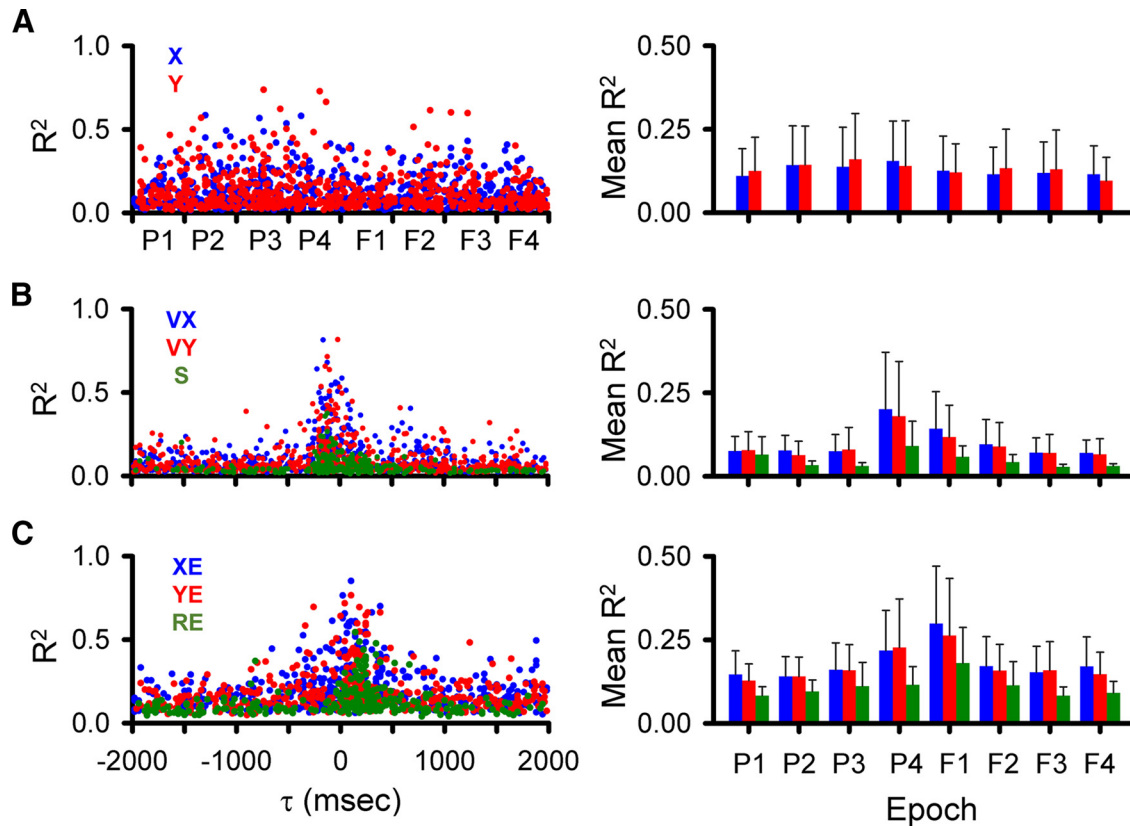 A
1.0
0.5
0.0
R²
X
Y
P1 P2 P3 P4 F1 F2 F3 F4
0.50
0.25
0.00
Mean R²
B
1.0
0.5
0.0
R²
VX
VY
S
0.50
0.25
0.00
Mean R²
C
1.0
0.5
0.0
R²
XE
YE
RE
-2000 -1000 0 1000 2000
τ (msec)
0.50
0.25
0.00
Mean R²
P1 P2 P3 P4 F1 F2 F3 F4
Epoch